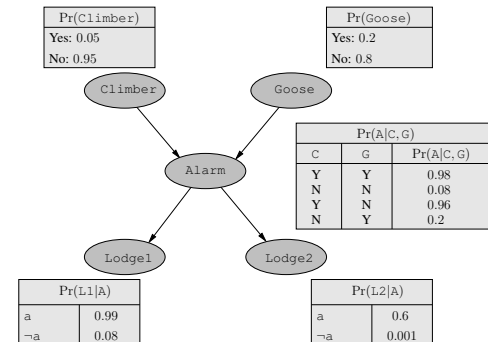 Pr(Climber)
Yes: 0.05
No: 0.95
Pr(Goose)
Yes: 0.2
No: 0.8
Climber
Goose
Pr(A|C,G)
C G Pr(A|C,G)
Y Y 0.98
N N 0.08
Y N 0.96
N Y 0.2
Alarm
Lodge1
Lodge2
Pr(L1|A)
a 0.99
¬a 0.08
Pr(L2|A)
a 0.6
¬a 0.001